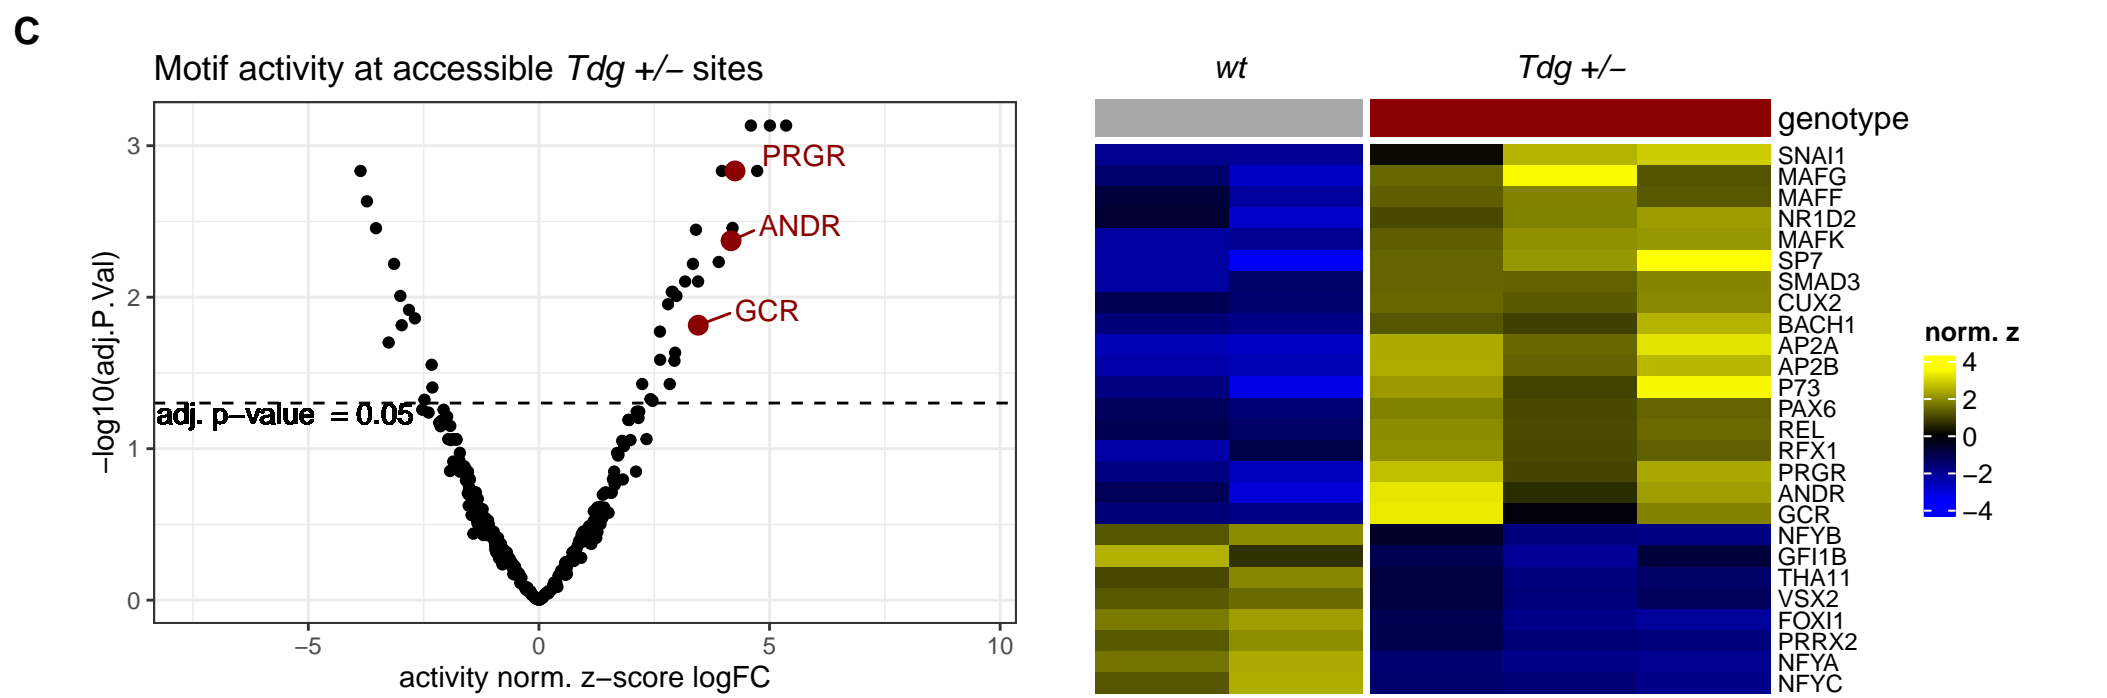 C
Motif activity at accessible Tdg +/− sites
−log10(adj.P.Val)
3
2
1
0
PRGR
ANDR
GCR
adj. p−value = 0.05
−5
0
5
10
activity norm. z−score logFC
wt
Tdg +/−
genotype
SNAI1
MAFG
MAFF
NR1D2
MAFK
SP7
SMAD3
CUX2
BACH1
AP2A
AP2B
P73
PAX6
REL
RFX1
PRGR
ANDR
GCR
NFYB
GFI1B
THA11
VSX2
FOXI1
PRRX2
NFYA
NFYC
norm. z
4
2
0
−2
−4